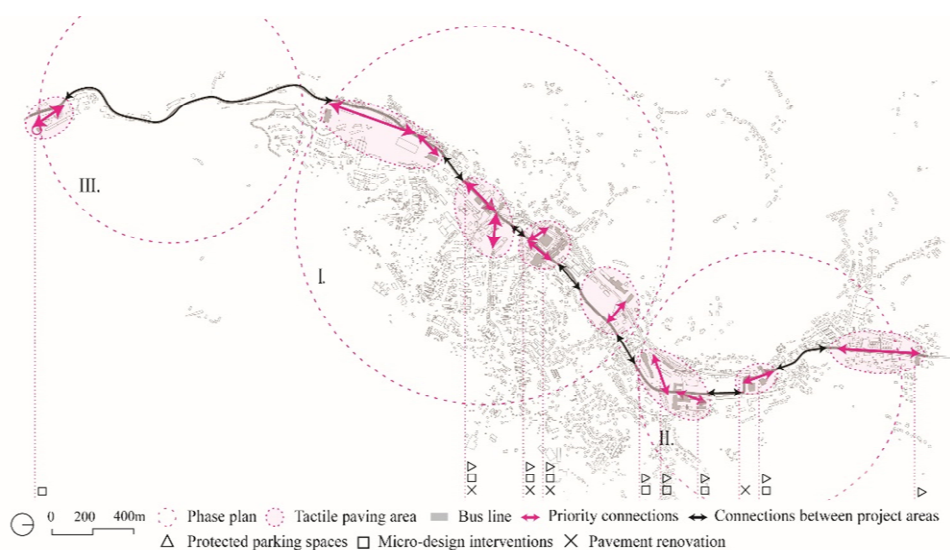 III.
I.
II.
0 200 400m
Phase plan Tactile paving area Bus line Priority connections Connections between project areas
Protected parking spaces Micro-design interventions Pavement renovation